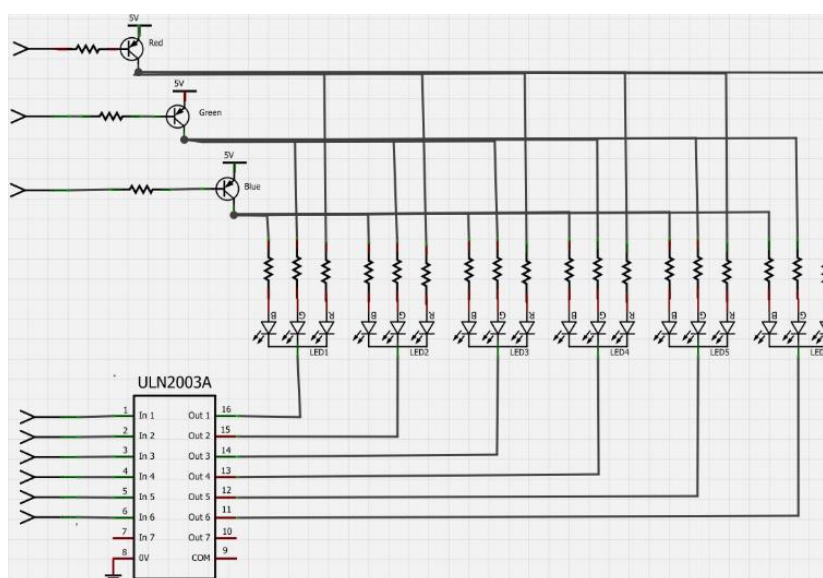 5V
Red
5V
Green
5V
Blue
B G R B G R B G R B G R B G R B G
LED1 LED2 LED3 LED4 LED5 LED
ULN2003A
1 In 1 Out 1 16
2 In 2 Out 2 15
3 In 3 Out 3 14
4 In 4 Out 4 13
5 In 5 Out 5 12
6 In 6 Out 6 11
7 In 7 Out 7 10
8 0V COM 9